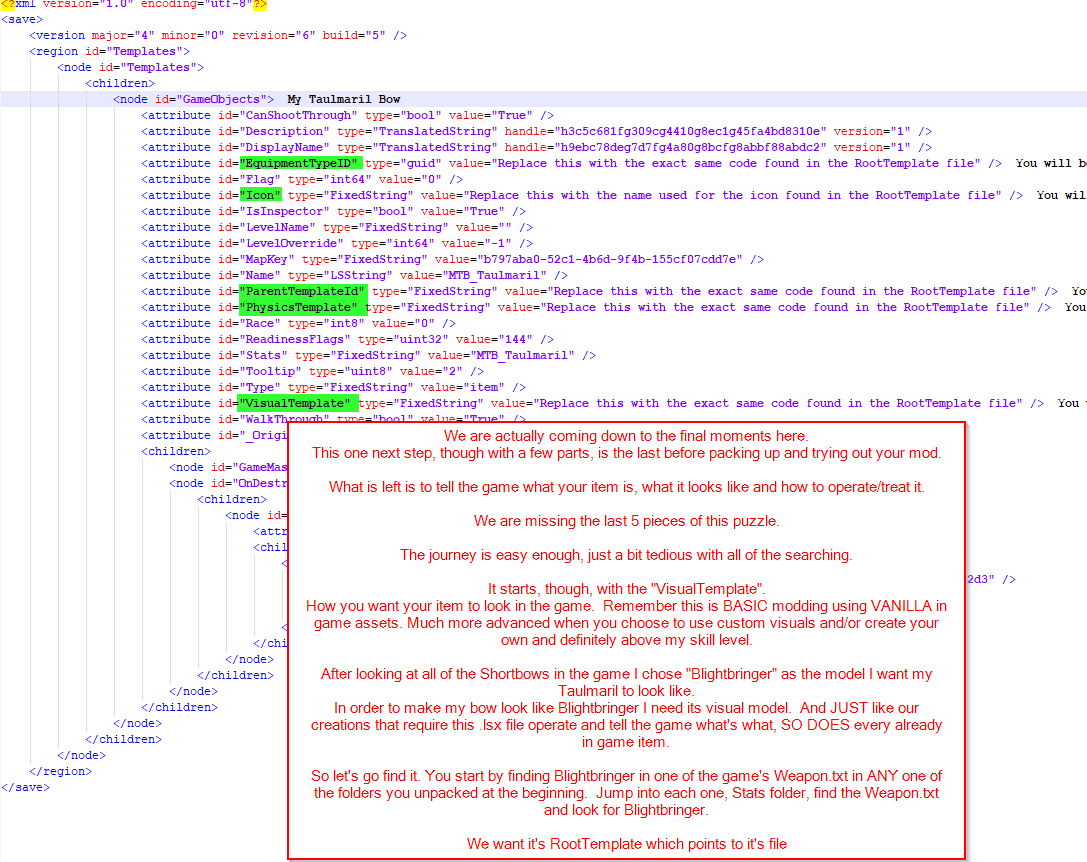 <?xml version="1.0" encoding="utf-8"?>
<save>
<version major="4" minor="0" revision="6" build="5" />
<region id="Templates">
<node id="Templates">
<children>
<node id="GameObjects"> My Taulmaril Bow
<attribute id="CanShootThrough" type="bool" value="True" />
<attribute id="Description" type="TranslatedString" handle="h3c5c681fg309cg4410g8ec1g45fa4bd8310e" version="1" />
<attribute id="DisplayName" type="TranslatedString" handle="h9ebc78deg7d7fg4a80g8bcfg8abbf88abdc2" version="1" />
<attribute id="EquipmentTypeID" type="guid" value="Replace this with the exact same code found in the RootTemplate file" /> You will be
<attribute id="Flag" type="int64" value="0" />
<attribute id="Icon" type="FixedString" value="Replace this with the name used for the icon found in the RootTemplate file" /> You wil
<attribute id="IsInspector" type="bool" value="True" />
<attribute id="LevelName" type="FixedString" value="" />
<attribute id="LevelOverride" type="int64" value="-1" />
<attribute id="MapKey" type="FixedString" value="b797aba0-52c1-4b6d-9f4b-155cf07cdd7e" />
<attribute id="Name" type="LSString" value="MTB_Taulmaril" />
<attribute id="ParentTemplateId" type="FixedString" value="Replace this with the exact same code found in the RootTemplate file" /> Yo
<attribute id="PhysicsTemplate" type="FixedString" value="Replace this with the exact same code found in the RootTemplate file" /> You
<attribute id="Race" type="int8" value="0" />
<attribute id="ReadinessFlags" type="uint32" value="144" />
<attribute id="Stats" type="FixedString" value="MTB_Taulmaril" />
<attribute id="Tooltip" type="uint8" value="2" />
<attribute id="Type" type="FixedString" value="item" />
<attribute id="VisualTemplate" type="FixedString" value="Replace this with the exact same code found in the RootTemplate file" /> You
<attribute id="WalkThrough" type="bool" value="True" />
<attribute id="_Origi
<children>
<node id="GameMas
<node id="OnDestr
<children>
<node id=
<attr
<chil
<
2d3" />
<
</chi
</node>
</children>
</node>
</children>
</node>
</children>
</node>
</region>
</save>
We are actually coming down to the final moments here.
This one next step, though with a few parts, is the last before packing up and trying out your mod.
What is left is to tell the game what your item is, what it looks like and how to operate/treat it.
We are missing the last 5 pieces of this puzzle.
The journey is easy enough, just a bit tedious with all of the searching.
It starts, though, with the "VisualTemplate".
How you want your item to look in the game. Remember this is BASIC modding using VANILLA in
game assets. Much more advanced when you choose to use custom visuals and/or create your
own and definitely above my skill level.
After looking at all of the Shortbows in the game I chose "Blightbringer" as the model I want my
Taulmaril to look like.
In order to make my bow look like Blightbringer I need its visual model. And JUST like our
creations that require this .lsx file operate and tell the game what's what, SO DOES every already
in game item.
So let's go find it. You start by finding Blightbringer in one of the game's Weapon.txt in ANY one of
the folders you unpacked at the beginning. Jump into each one, Stats folder, find the Weapon.txt
and look for Blightbringer.
We want it's RootTemplate which points to it's file